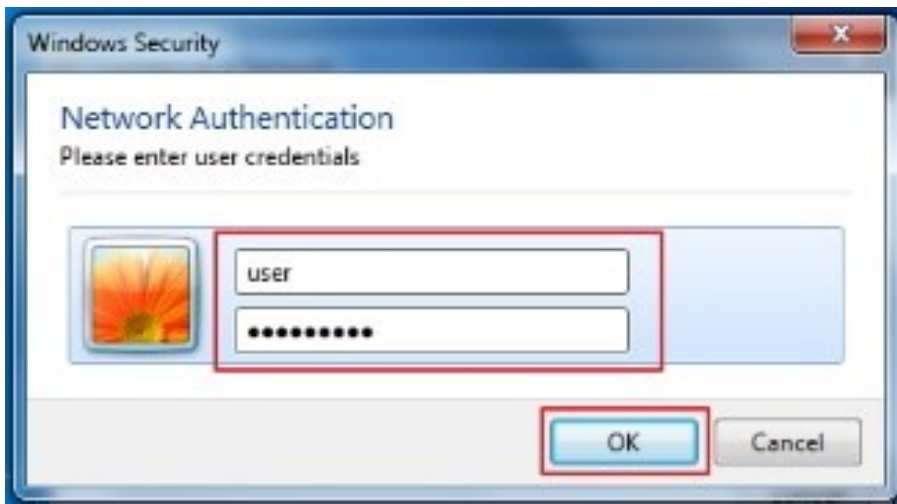 Windows Security
Network Authentication
Please enter user credentials
user
●●●●●●●●●
OK
Cancel